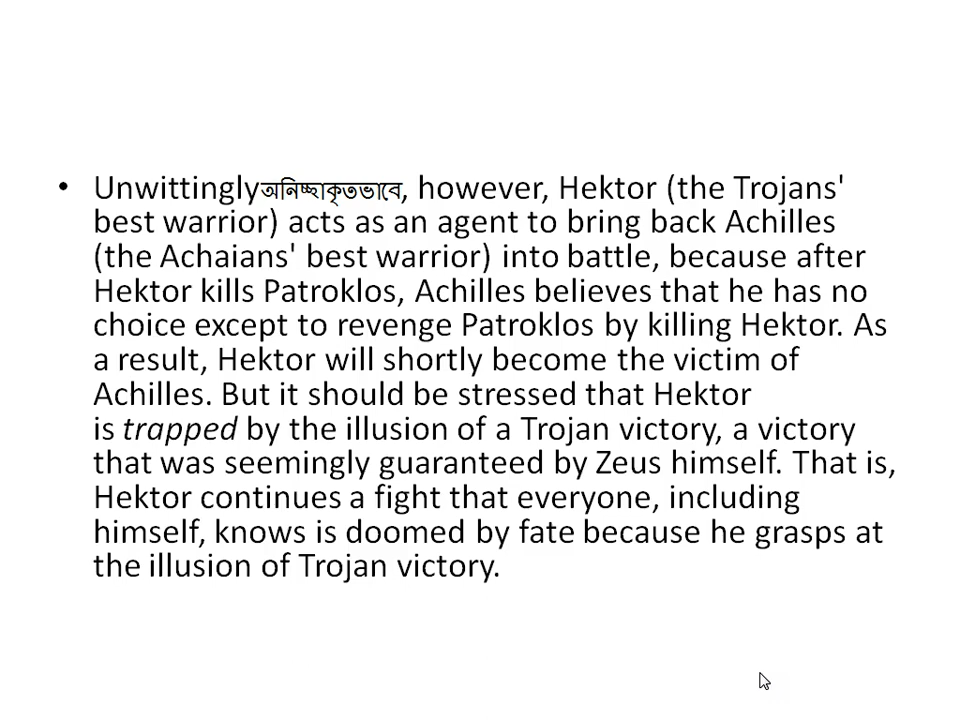 • Unwittinglyঅনিচ্ছাকৃতভাবে, however, Hektor (the Trojans'
best warrior) acts as an agent to bring back Achilles
(the Achaians' best warrior) into battle, because after
Hektor kills Patroklos, Achilles believes that he has no
choice except to revenge Patroklos by killing Hektor. As
a result, Hektor will shortly become the victim of
Achilles. But it should be stressed that Hektor
is trapped by the illusion of a Trojan victory, a victory
that was seemingly guaranteed by Zeus himself. That is,
Hektor continues a fight that everyone, including
himself, knows is doomed by fate because he grasps at
the illusion of Trojan victory.